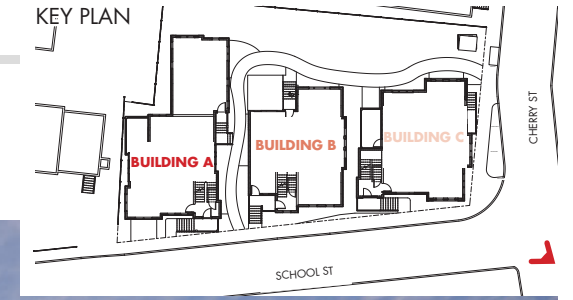 KEY PLAN
BUILDING A
BUILDING B
BUILDING C
CHERRY ST
SCHOOL ST